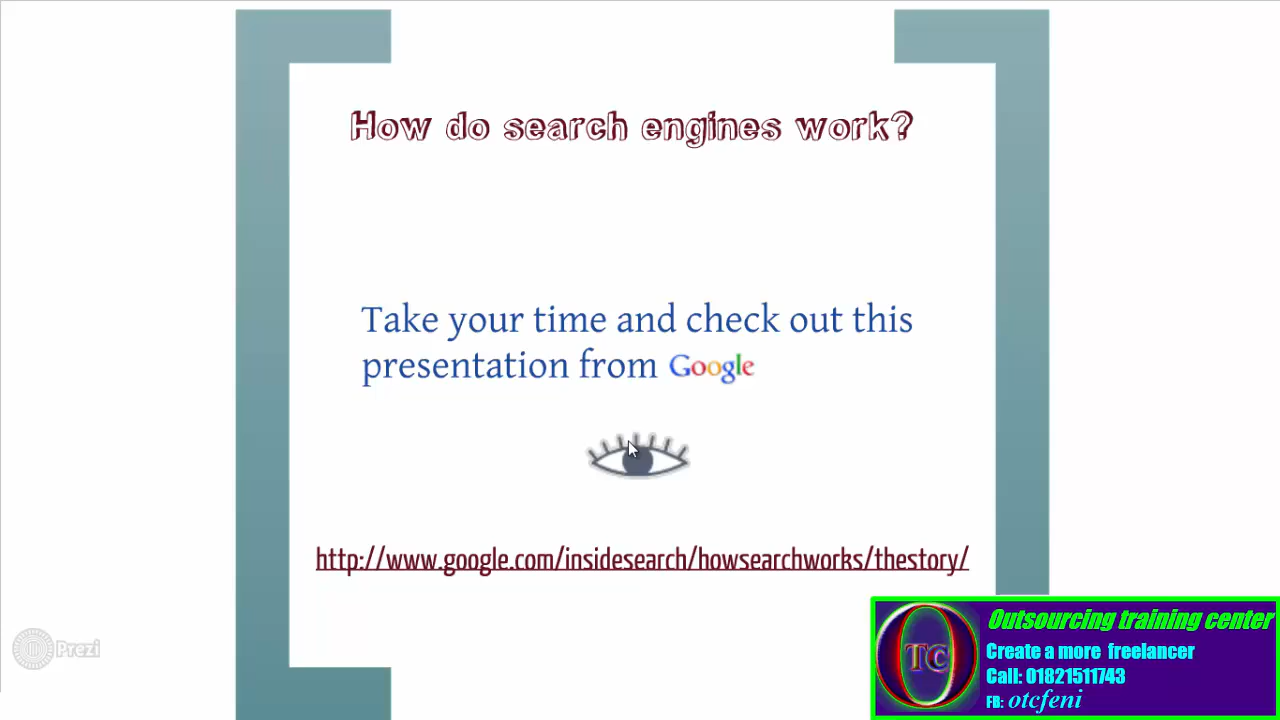 How do search engines work?
Take your time and check out this
presentation from Google
http://www.google.com/insidesearch/howsearchworks/thestory/
Prezi
Outsourcing training center
OTC
Create a more freelancer
Call: 01821511743
FB: otcfeni